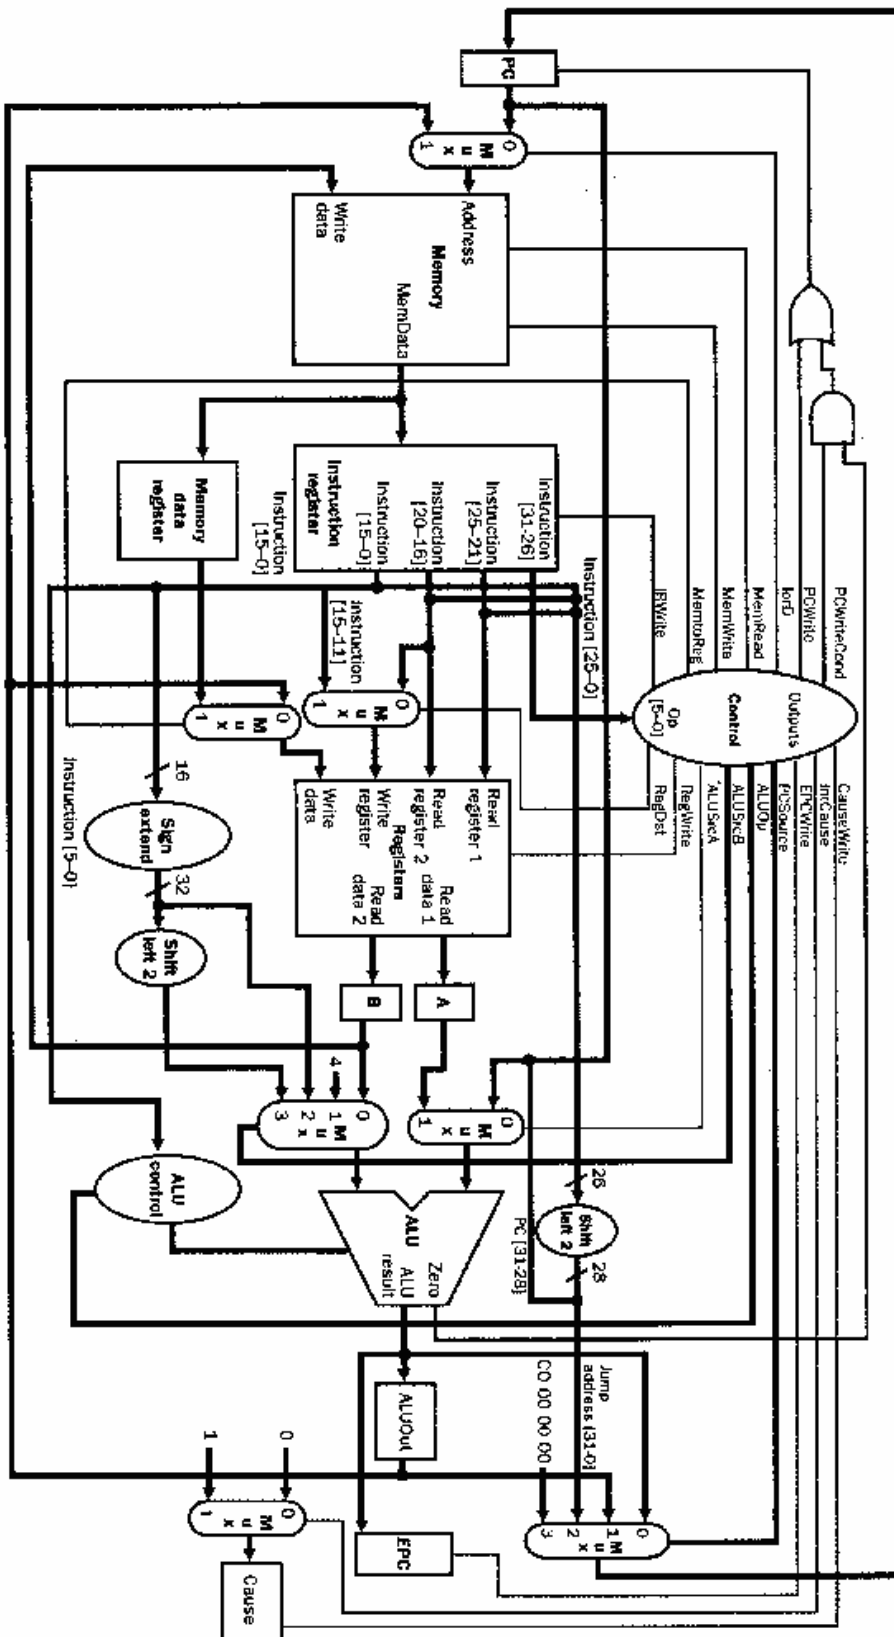 PC
0
M
u
x
1
Address
Memory
MemData
Write
data
Instruction
[31-26]
Instruction
[25–21]
Instruction
[20–16]
Instruction
[15–0]
Instruction
register
Instruction
[15–0]
Memory
data
register
Instruction [25–0]
Instruction
[15–11]
PCWriteCond
PCWrite
IorD
MemRead
MemWrite
MemtoReg
IRWrite
Outputs
Control
Op
[5–0]
CauseWrite
IntCause
EPCWrite
PCSource
ALUOp
ALUSrcB
ALUSrcA
RegWrite
RegDst
0
M
u
x
1
0
M
u
x
1
Read
register 1
Read
register 2
Write
register
Write
data
Registers
Read
data 1
Read
data 2
16
Sign
extend
32
Instruction [5–0]
Shift
left 2
A
B
4
0
M
u
x
1
0
1 M
u
2
x
3
26
Shift
left 2
28
PC [31-28]
ALU
Zero
ALU
result
ALU
control
Jump
address [31-0]
CO 00 00 00
ALUOut
0
1 M
u
2
x
3
EPC
0
1
0
M
u
x
1
Cause